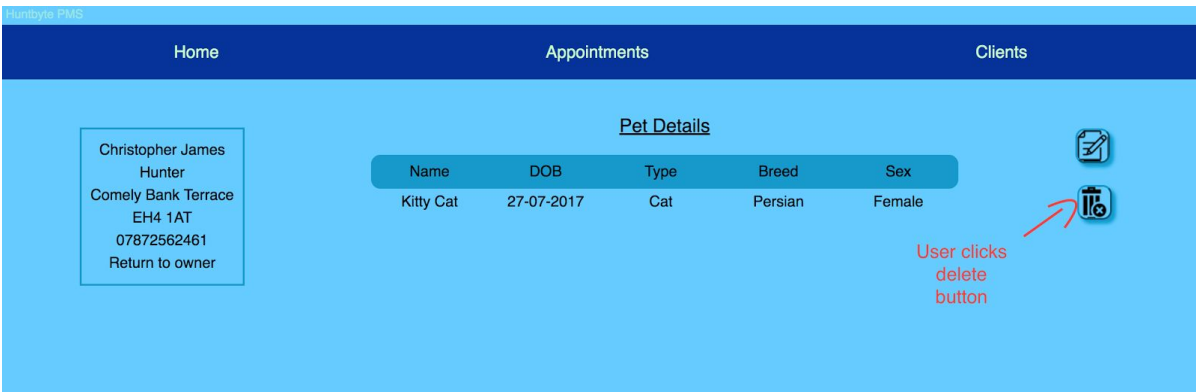 Huntbyte PMS
Home Appointments Clients
Christopher James
Hunter
Comely Bank Terrace
EH4 1AT
07872562461
Return to owner
Pet Details
Name DOB Type Breed Sex
Kitty Cat 27-07-2017 Cat Persian Female
User clicks
delete
button